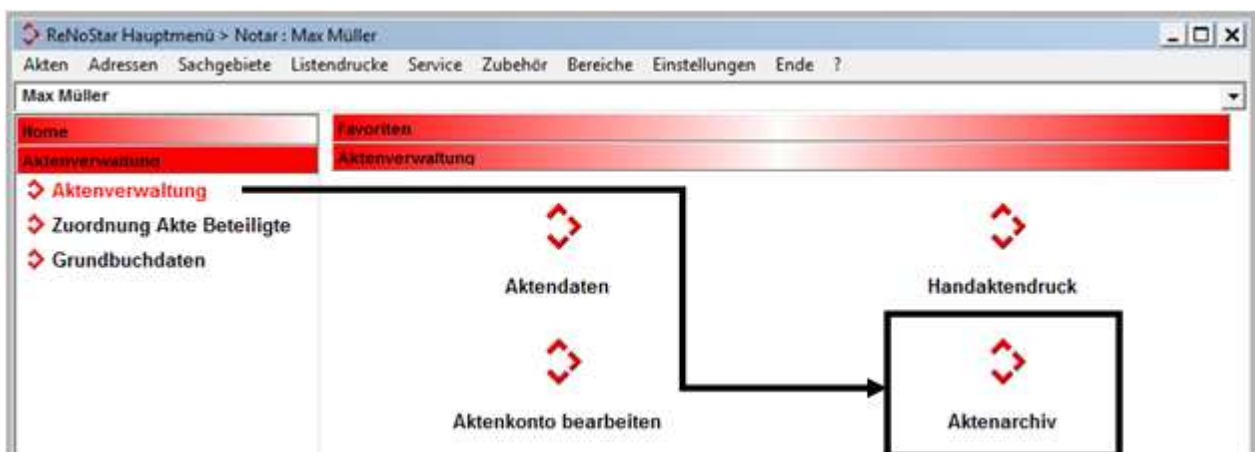 ReNoStar Hauptmenü > Notar : Max Müller
Akten Adressen Sachgebiete Listendrucke Service Zubehör Bereiche Einstellungen Ende ?
Max Müller
Home Favoriten
Aktenverwaltung Aktenverwaltung
Aktenverwaltung
Zuordnung Akte Beteiligte
Grundbuchdaten
Aktendaten Handaktendruck
Aktenkonto bearbeiten Aktenarchiv